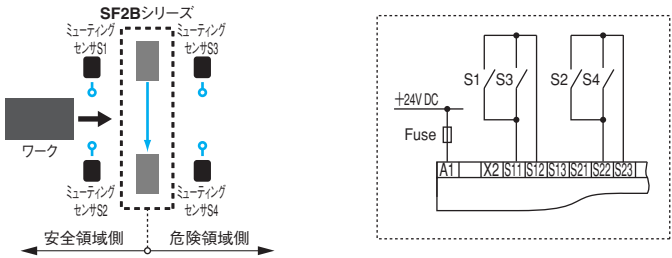 SF2Bシリーズ
ミューティング
センサS1
ミューティング
センサS3
ワーク
ミューティング
センサS2
ミューティング
センサS4
安全領域側
危険領域側
S1
S3
S2
S4
+24V DC
Fuse
A1
X2
S11
S12
S13
S21
S22
S23